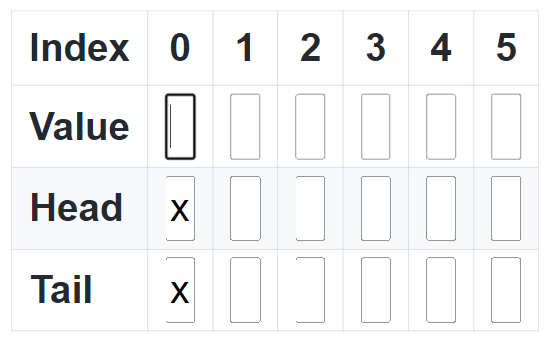 Index 0 1 2 3 4 5
Value
Head x
Tail x